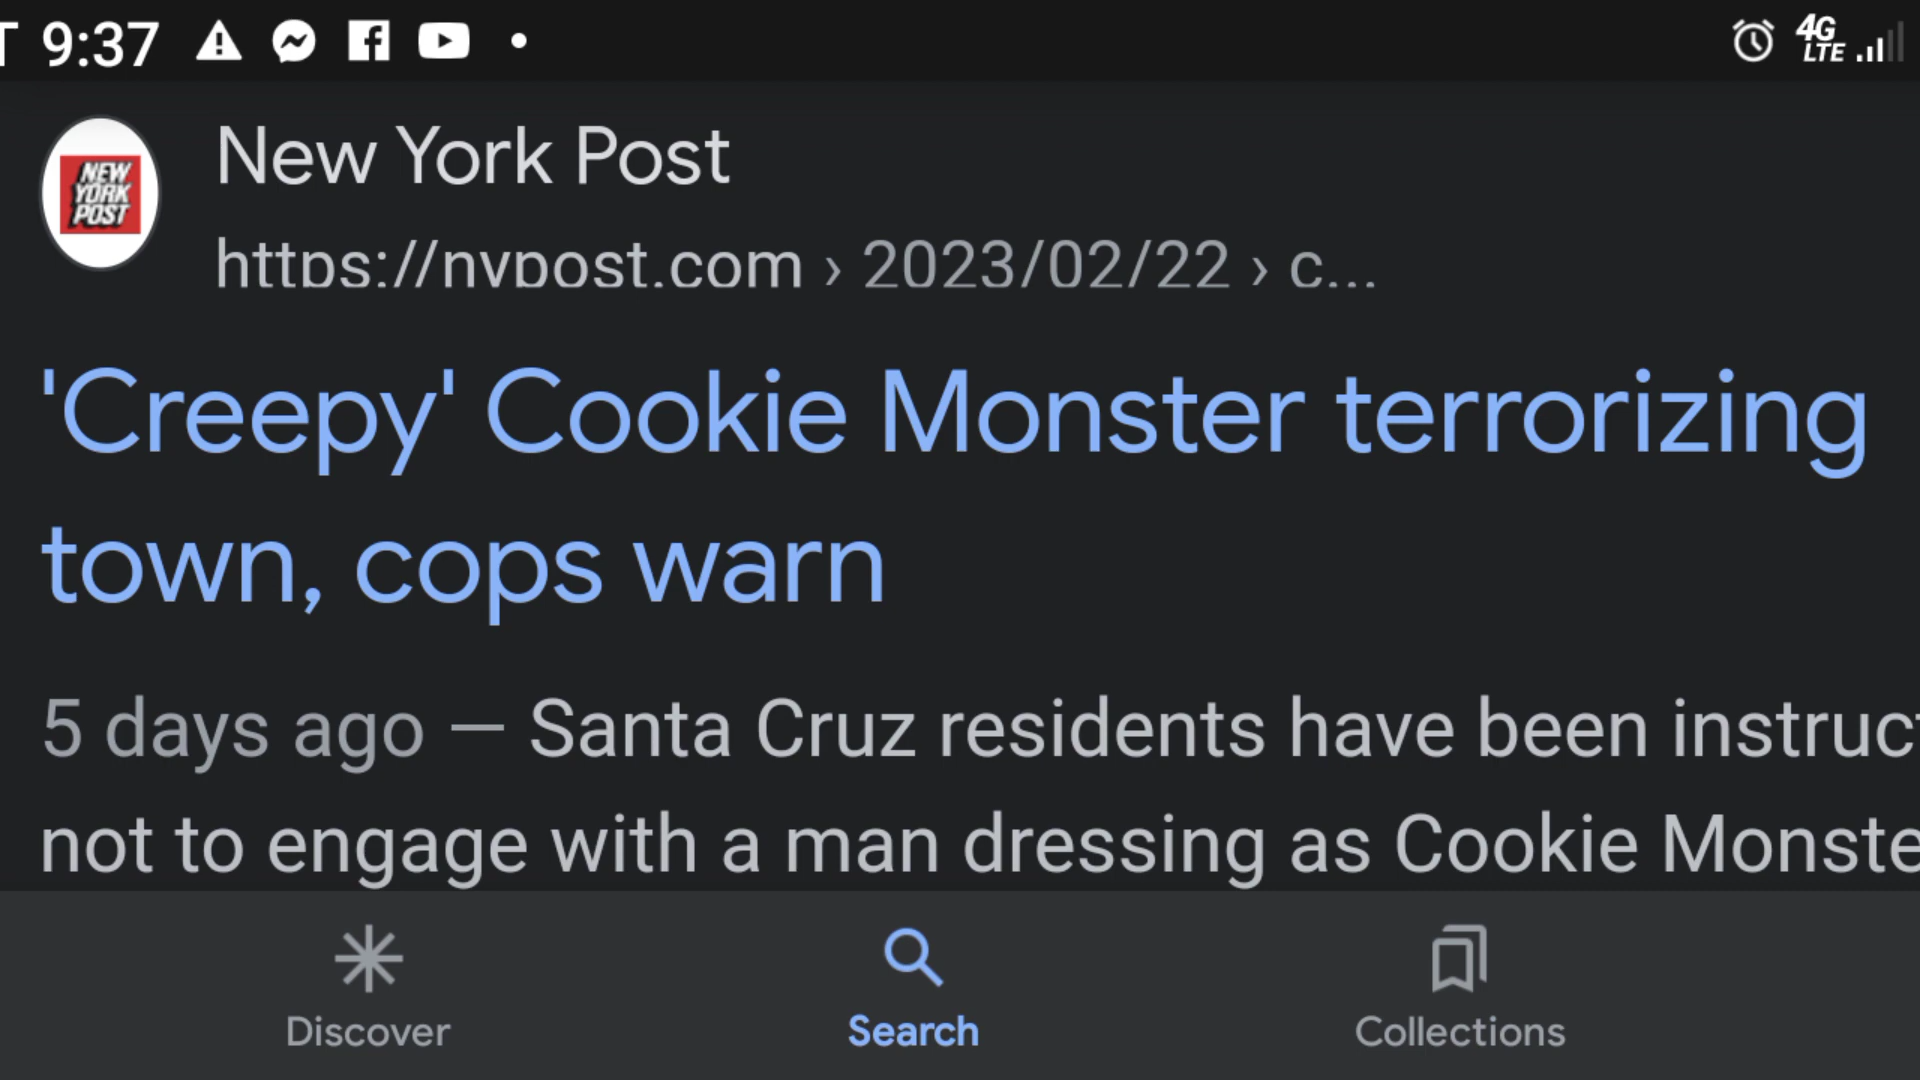 T 9:37
4G
LTE
NEW
YORK
POST
New York Post
https://nypost.com › 2023/02/22 › c...
'Creepy' Cookie Monster terrorizing
town, cops warn
5 days ago — Santa Cruz residents have been instruc
not to engage with a man dressing as Cookie Monste
Discover
Search
Collections